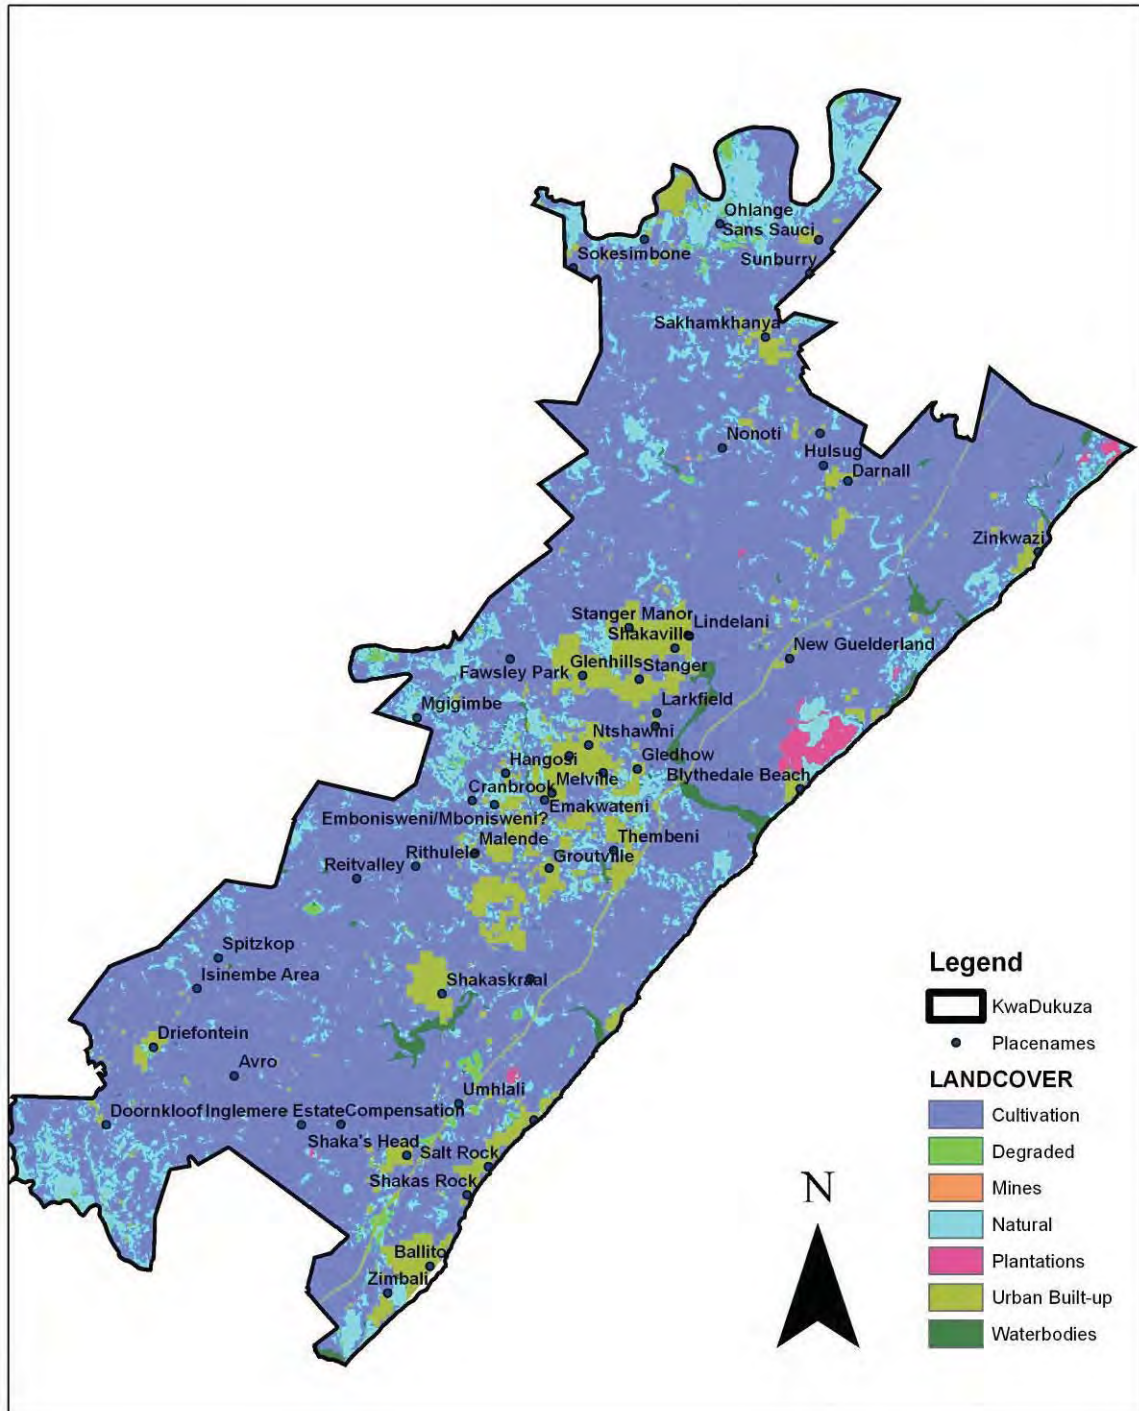 Ohlange
Sans Sauci
Sokesimbone
Sunburry
Sakhamkhanya
Nonoti
Hulsug
Darnall
Zinkwazi
Stanger Manor
Lindelani
Shakaville
New Guelderland
Fawsley Park
Glenhills
Stanger
Mgigimbe
Larkfield
Ntshawini
Hangosi
Gledhow
Melville
Blythedale Beach
Cranbrook
Emakwateni
Embonisweni/Mbonisweni?
Malende
Thembeni
Rithulele
Reitvalley
Groutville
Spitzkop
Isinembe Area
Shakaskraal
Driefontein
Avro
Umhlali
Doornkloof
Inglemere Estate
Compensation
Shaka's Head
Salt Rock
Shakas Rock
Ballito
Zimbali
Legend
KwaDukuza
Placenames
LANDCOVER
Cultivation
Degraded
Mines
Natural
Plantations
Urban Built-up
Waterbodies
N